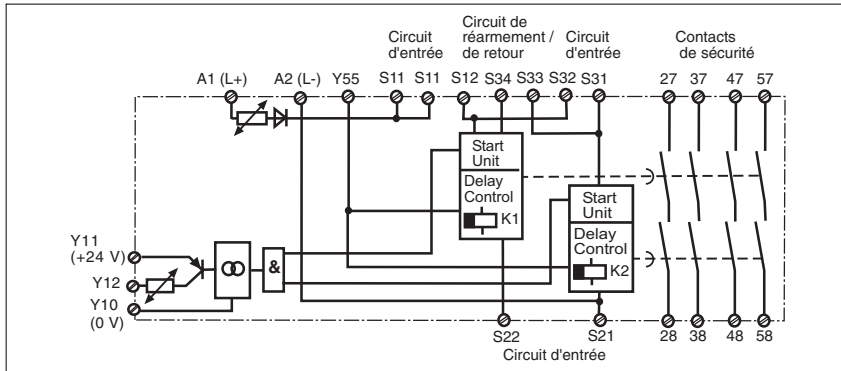 Circuit
d'entrée
Circuit de
réarmement /
de retour
Circuit
d'entrée
Contacts
de sécurité
A1 (L+) A2 (L-) Y55 S11 S11 S12 S34 S33 S32 S31 27 37 47 57
Start
Unit
Delay
Control
K1
Start
Unit
Delay
Control
K2
Y11
(+24 V)
Y12
Y10
(0 V)
&
S22 S21 28 38 48 58
Circuit d'entrée